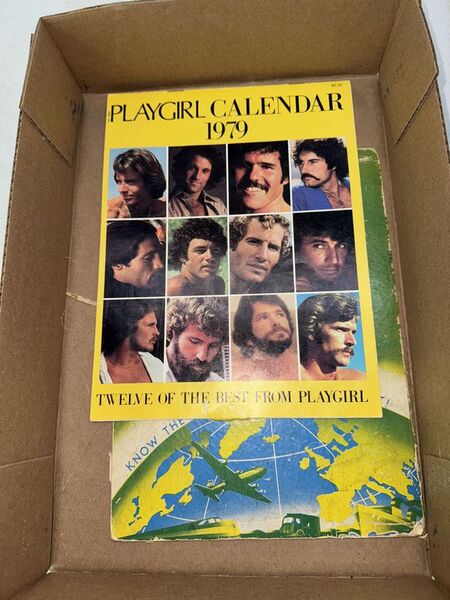 PLAYGIRL CALENDAR
1979
TWELVE OF THE BEST FROM PLAYGIRL
KNOW THE